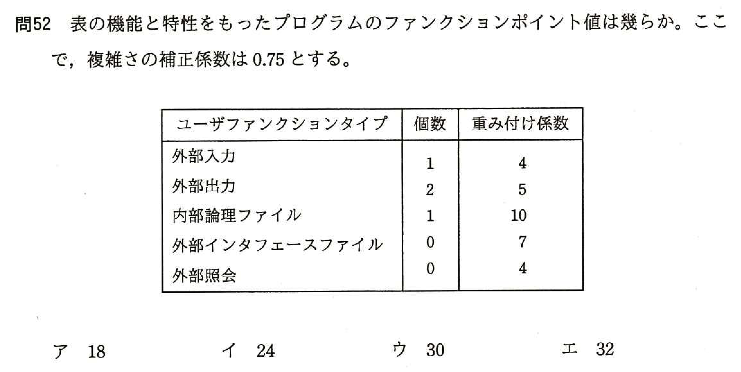 問52 表の機能と特性をもったプログラムのファンクションポイント値は幾らか。ここ
で，複雑さの補正係数は0.75とする。
ユーザファンクションタイプ 個数 重み付け係数
外部入力 1 4
外部出力 2 5
内部論理ファイル 1 10
外部インタフェースファイル 0 7
外部照会 0 4
ア 18 イ 24 ウ 30 エ 32